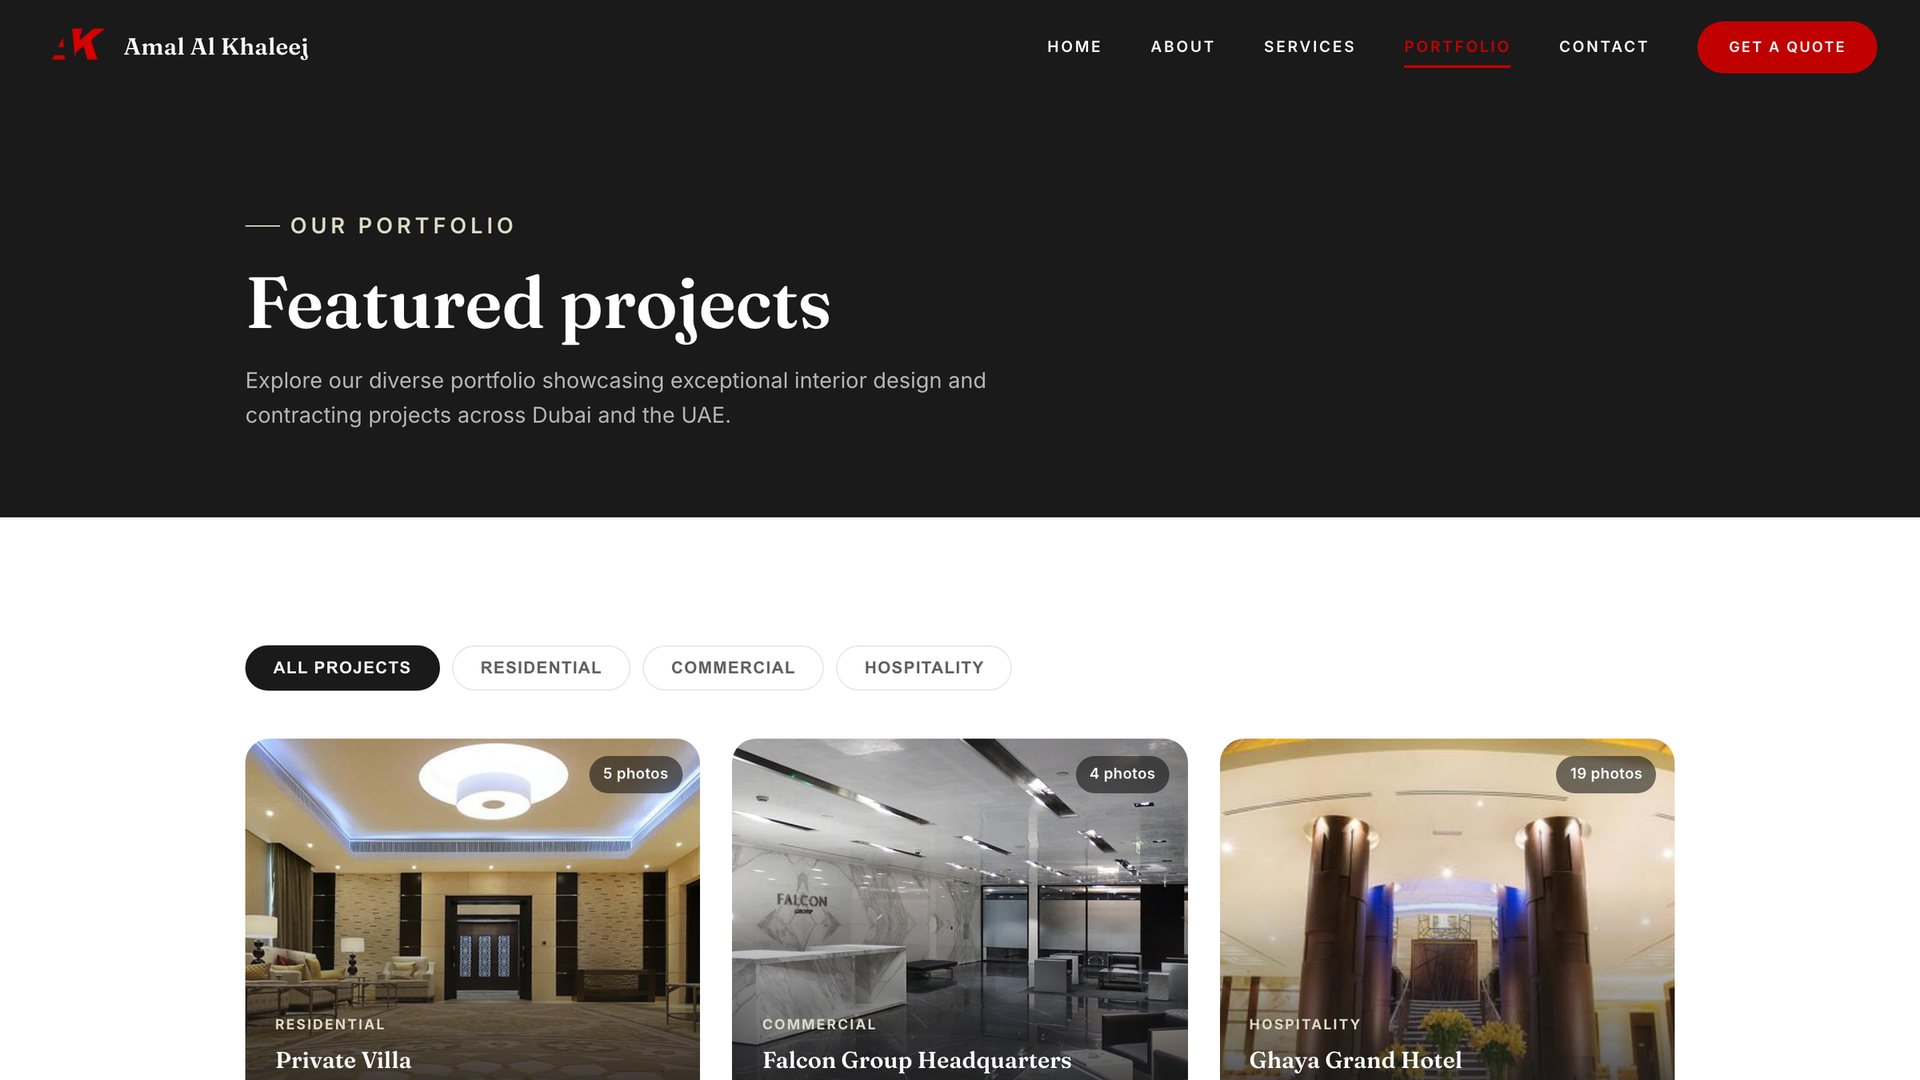 AK Amal Al Khaleej
HOME ABOUT SERVICES PORTFOLIO CONTACT GET A QUOTE
OUR PORTFOLIO
Featured projects
Explore our diverse portfolio showcasing exceptional interior design and
contracting projects across Dubai and the UAE.
ALL PROJECTS RESIDENTIAL COMMERCIAL HOSPITALITY
5 photos
4 photos
19 photos
FALCON
RESIDENTIAL
Private Villa
COMMERCIAL
Falcon Group Headquarters
HOSPITALITY
Ghaya Grand Hotel